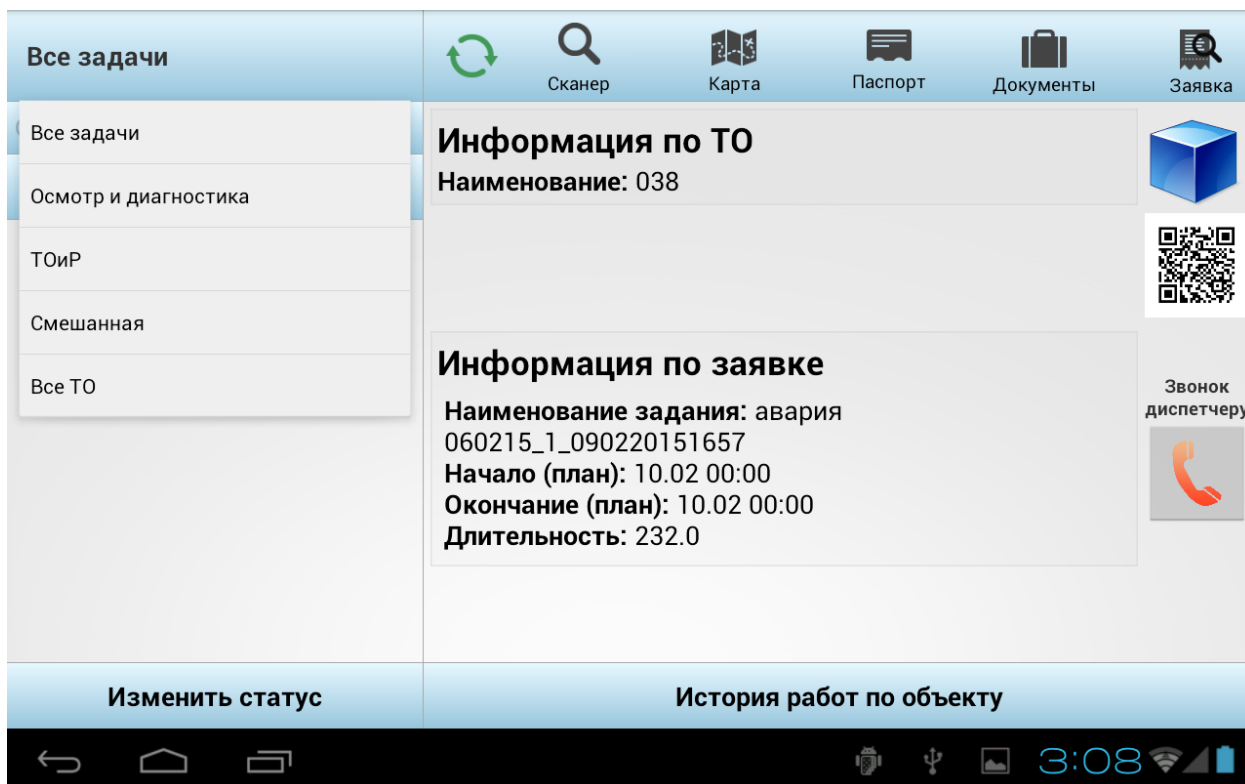 Все задачи
Сканер
Карта
Паспорт
Документы
Заявка
Все задачи
Осмотр и диагностика
ТОиР
Смешанная
Все ТО
Информация по ТО
Наименование: 038
Информация по заявке
Наименование задания: авария
060215_1_090220151657
Начало (план): 10.02 00:00
Окончание (план): 10.02 00:00
Длительность: 232.0
Звонок
диспетчеру
Изменить статус
История работ по объекту
3:08